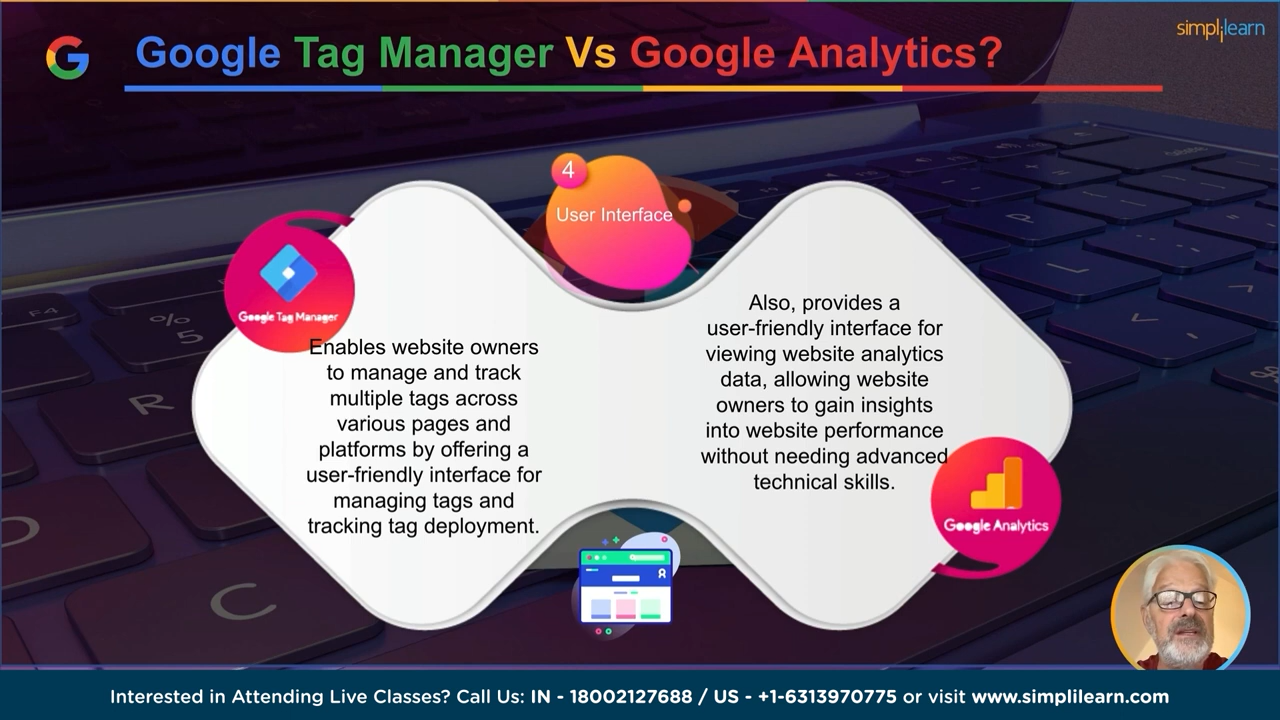 Google Tag Manager Vs Google Analytics?
simplilearn
4
User Interface
Google Tag Manager
Enables website owners
to manage and track
multiple tags across
various pages and
platforms by offering a
user-friendly interface for
managing tags and
tracking tag deployment.
Also, provides a
user-friendly interface for
viewing website analytics
data, allowing website
owners to gain insights
into website performance
without needing advanced
technical skills.
Google Analytics
F4
%
5
R
C
P
L
Interested in Attending Live Classes? Call Us: IN - 18002127688 / US - +1-6313970775 or visit www.simplilearn.com